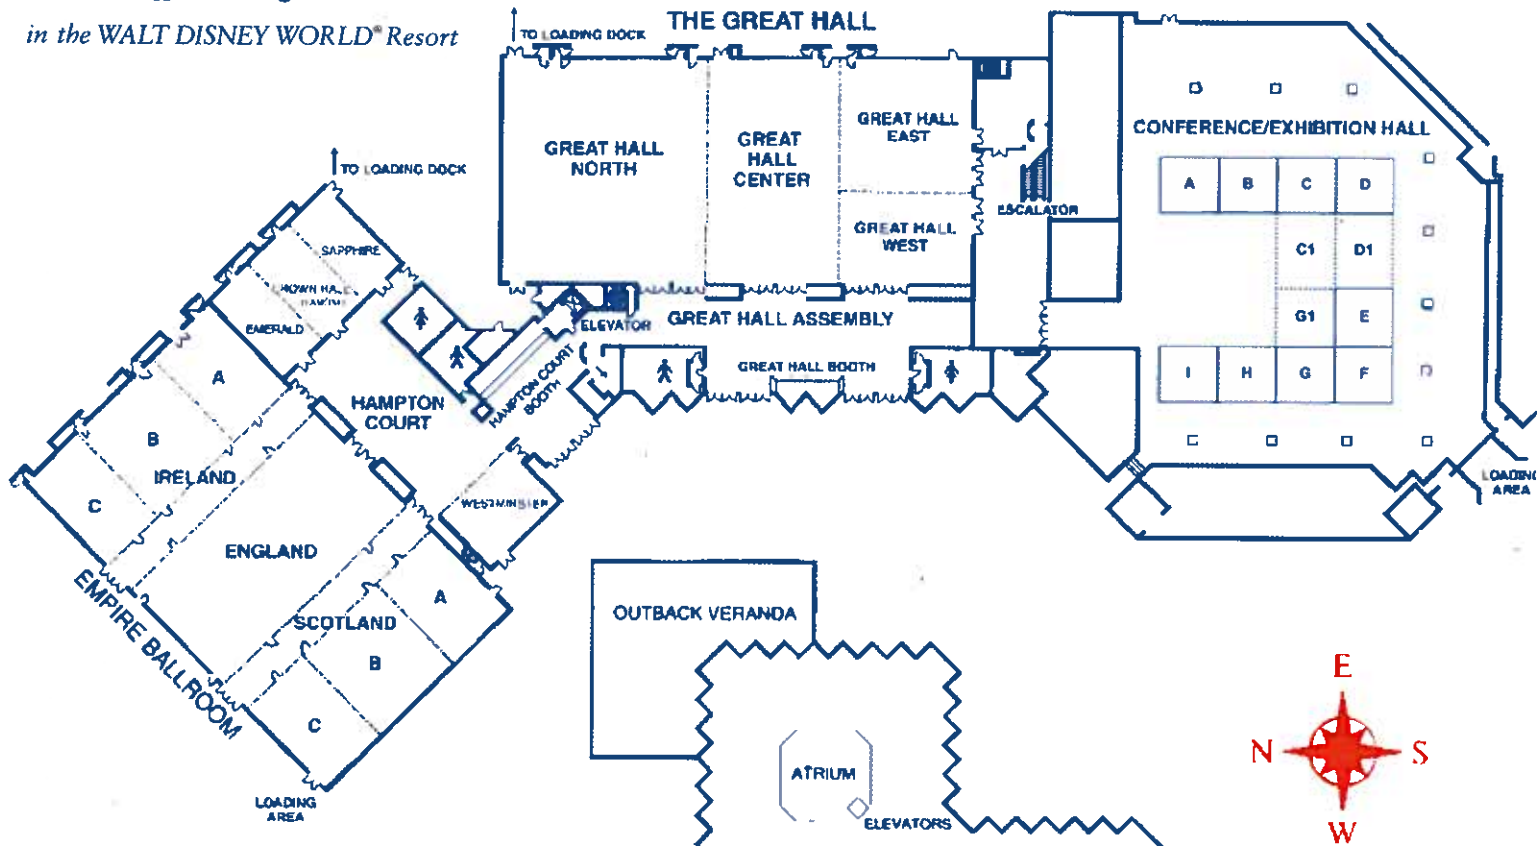 in the WALT DISNEY WORLD® Resort
TO LOADING DOCK
THE GREAT HALL
GREAT HALL
NORTH
GREAT
HALL
CENTER
GREAT HALL
EAST
GREAT HALL
WEST
ESCALATOR
CONFERENCE/EXHIBITION HALL
A
B
C
D
C1
D1
G1
E
I
H
G
F
LOADING
AREA
TO LOADING DOCK
SAPPHIRE
CROWN HALL
EMERALD
ELEVATOR
GREAT HALL ASSEMBLY
GREAT HALL BOOTH
HAMPTON COURT
BOOTH
HAMPTON
COURT
A
B
IRELAND
C
WESTMINSTER
ENGLAND
EMPIRE BALLROOM
A
SCOTLAND
B
C
LOADING
AREA
OUTBACK VERANDA
ATRIUM
ELEVATORS
E
N
S
W